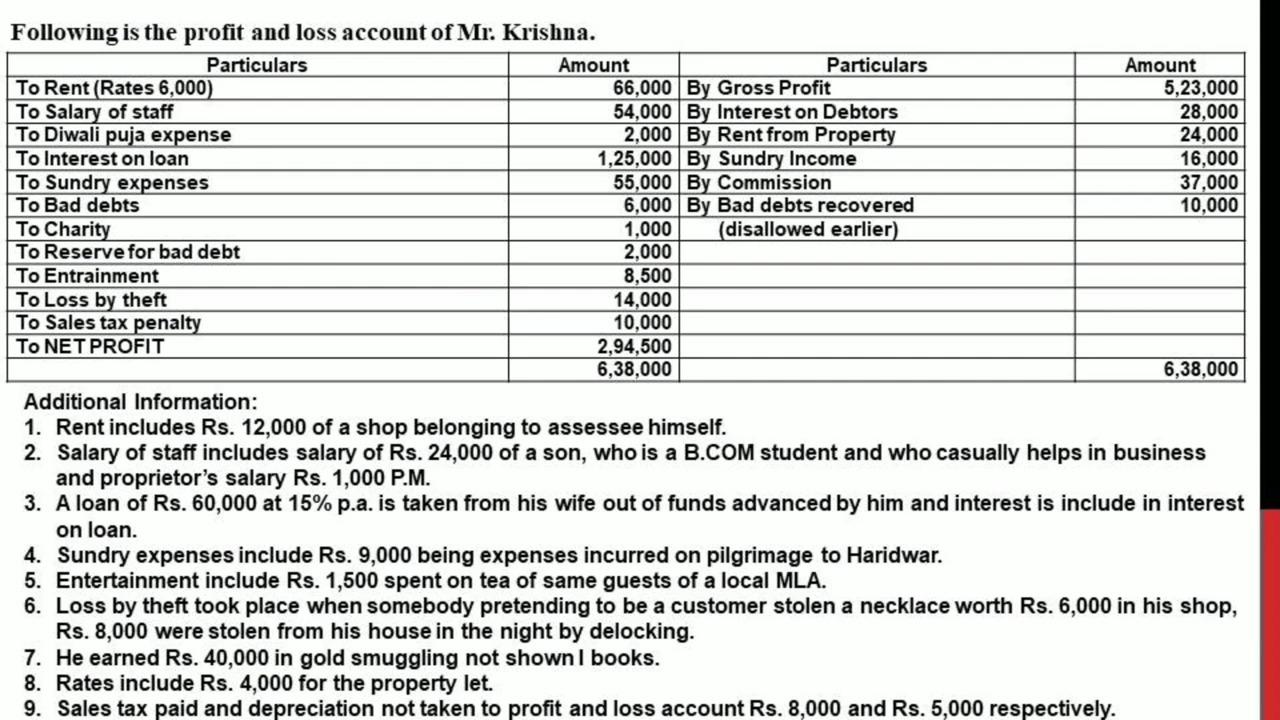 Following is the profit and loss account of Mr. Krishna.
Particulars Amount Particulars Amount
To Rent (Rates 6,000) 66,000 By Gross Profit 5,23,000
To Salary of staff 54,000 By Interest on Debtors 28,000
To Diwali puja expense 2,000 By Rent from Property 24,000
To Interest on loan 1,25,000 By Sundry Income 16,000
To Sundry expenses 55,000 By Commission 37,000
To Bad debts 6,000 By Bad debts recovered 10,000
To Charity 1,000 (disallowed earlier)
To Reserve for bad debt 2,000
To Entrainment 8,500
To Loss by theft 14,000
To Sales tax penalty 10,000
To NET PROFIT 2,94,500
6,38,000 6,38,000
Additional Information:
1. Rent includes Rs. 12,000 of a shop belonging to assessee himself.
2. Salary of staff includes salary of Rs. 24,000 of a son, who is a B.COM student and who casually helps in business
and proprietor's salary Rs. 1,000 P.M.
3. A loan of Rs. 60,000 at 15% p.a. is taken from his wife out of funds advanced by him and interest is include in interest
on loan.
4. Sundry expenses include Rs. 9,000 being expenses incurred on pilgrimage to Haridwar.
5. Entertainment include Rs. 1,500 spent on tea of same guests of a local MLA.
6. Loss by theft took place when somebody pretending to be a customer stolen a necklace worth Rs. 6,000 in his shop,
Rs. 8,000 were stolen from his house in the night by delocking.
7. He earned Rs. 40,000 in gold smuggling not shown I books.
8. Rates include Rs. 4,000 for the property let.
9. Sales tax paid and depreciation not taken to profit and loss account Rs. 8,000 and Rs. 5,000 respectively.